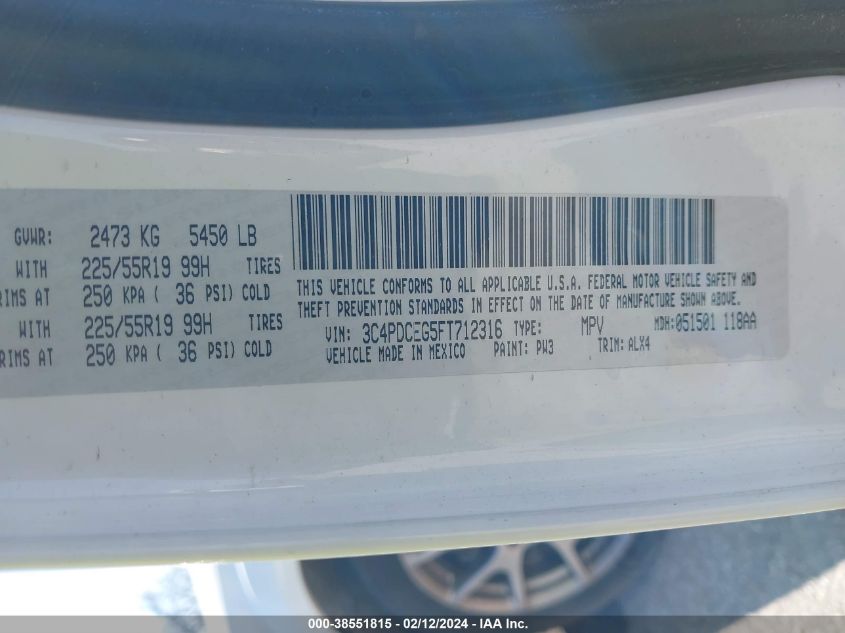 GVWR: 2473 KG 5450 LB
WITH 225/55R19 99H TIRES
RIMS AT 250 KPA ( 36 PSI) COLD
WITH 225/55R19 99H TIRES
RIMS AT 250 KPA ( 36 PSI) COLD
THIS VEHICLE CONFORMS TO ALL APPLICABLE U.S.A. FEDERAL MOTOR VEHICLE SAFETY AND
THEFT PREVENTION STANDARDS IN EFFECT ON THE DATE OF MANUFACTURE SHOWN ABOVE.
VIN: 3C4PDCEG5FT712316 TYPE: MPV MDH:051501 118AA
VEHICLE MADE IN MEXICO PAINT: PW3 TRIM: ALX4
000-38551815 - 02/12/2024 - IAA Inc.